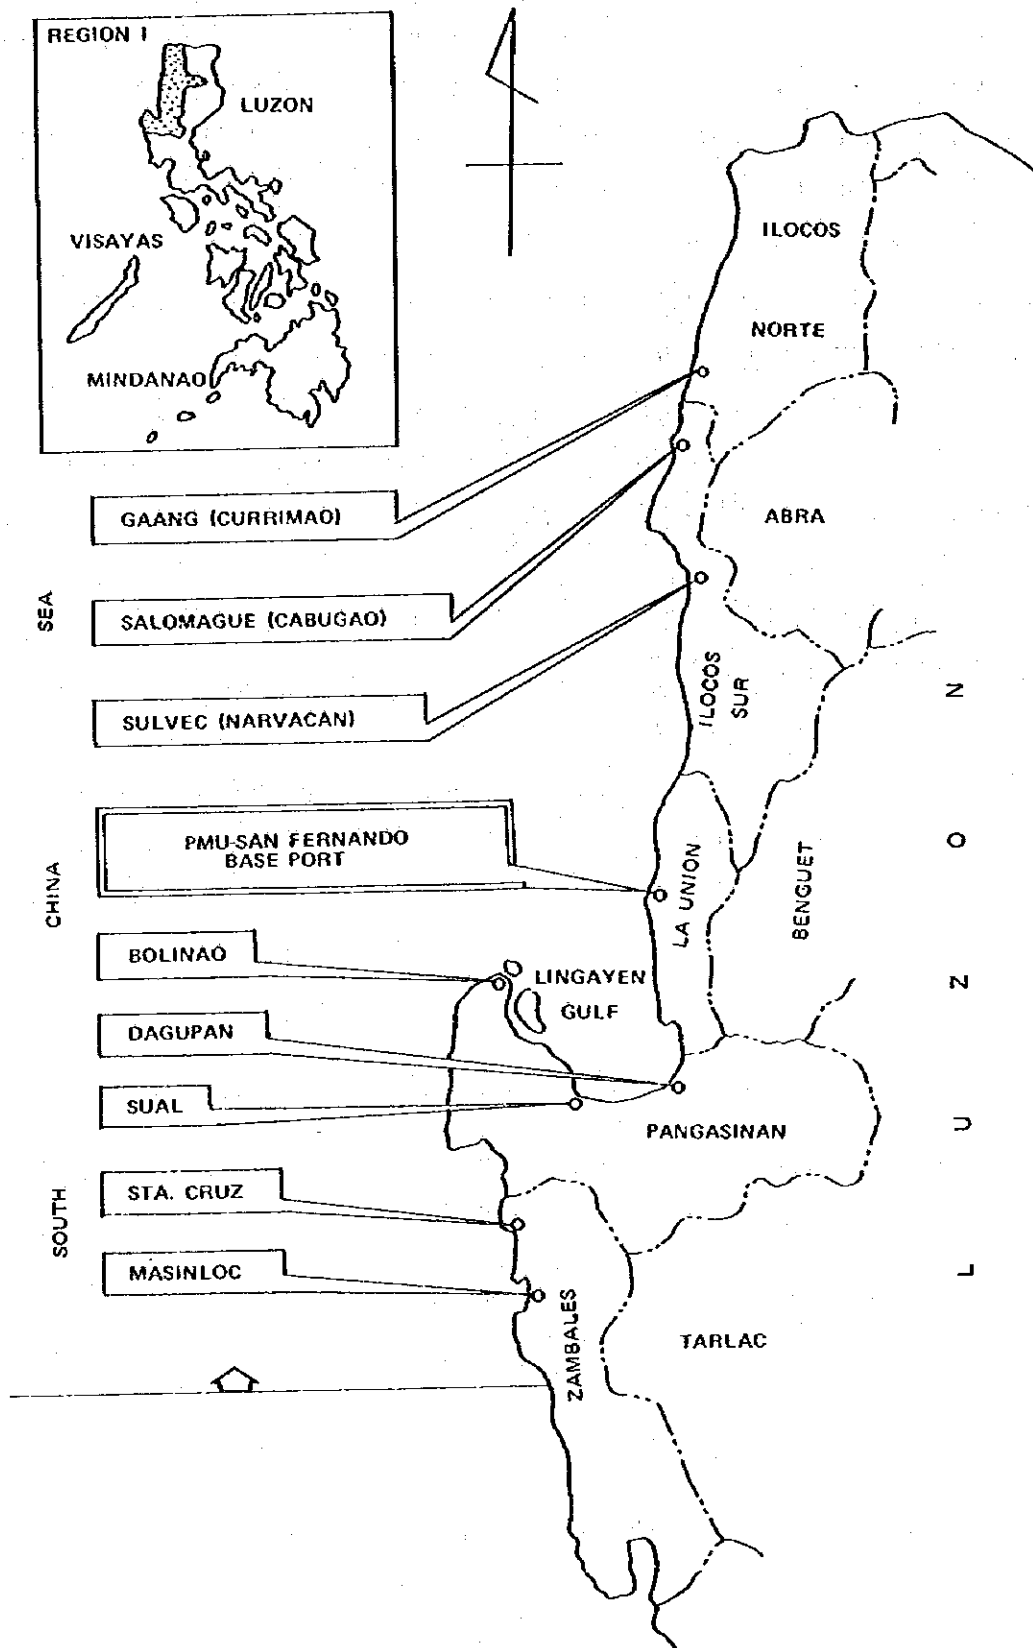 REGION I
LUZON
VISAYAS
MINDANAO
ILOCOS
NORTE
GAANG (CURRIMAO)
ABRA
SALOMAGUE (CABUGAO)
SEA
SULVEC (NARVACAN)
ILOCOS
SUR
PMU-SAN FERNANDO
BASE PORT
LA UNION
BENGUET
CHINA
BOLINAO
LINGAYEN
GULF
DAGUPAN
SUAL
PANGASINAN
STA. CRUZ
SOUTH
MASINLOC
ZAMBALES
TARLAC
LUZON